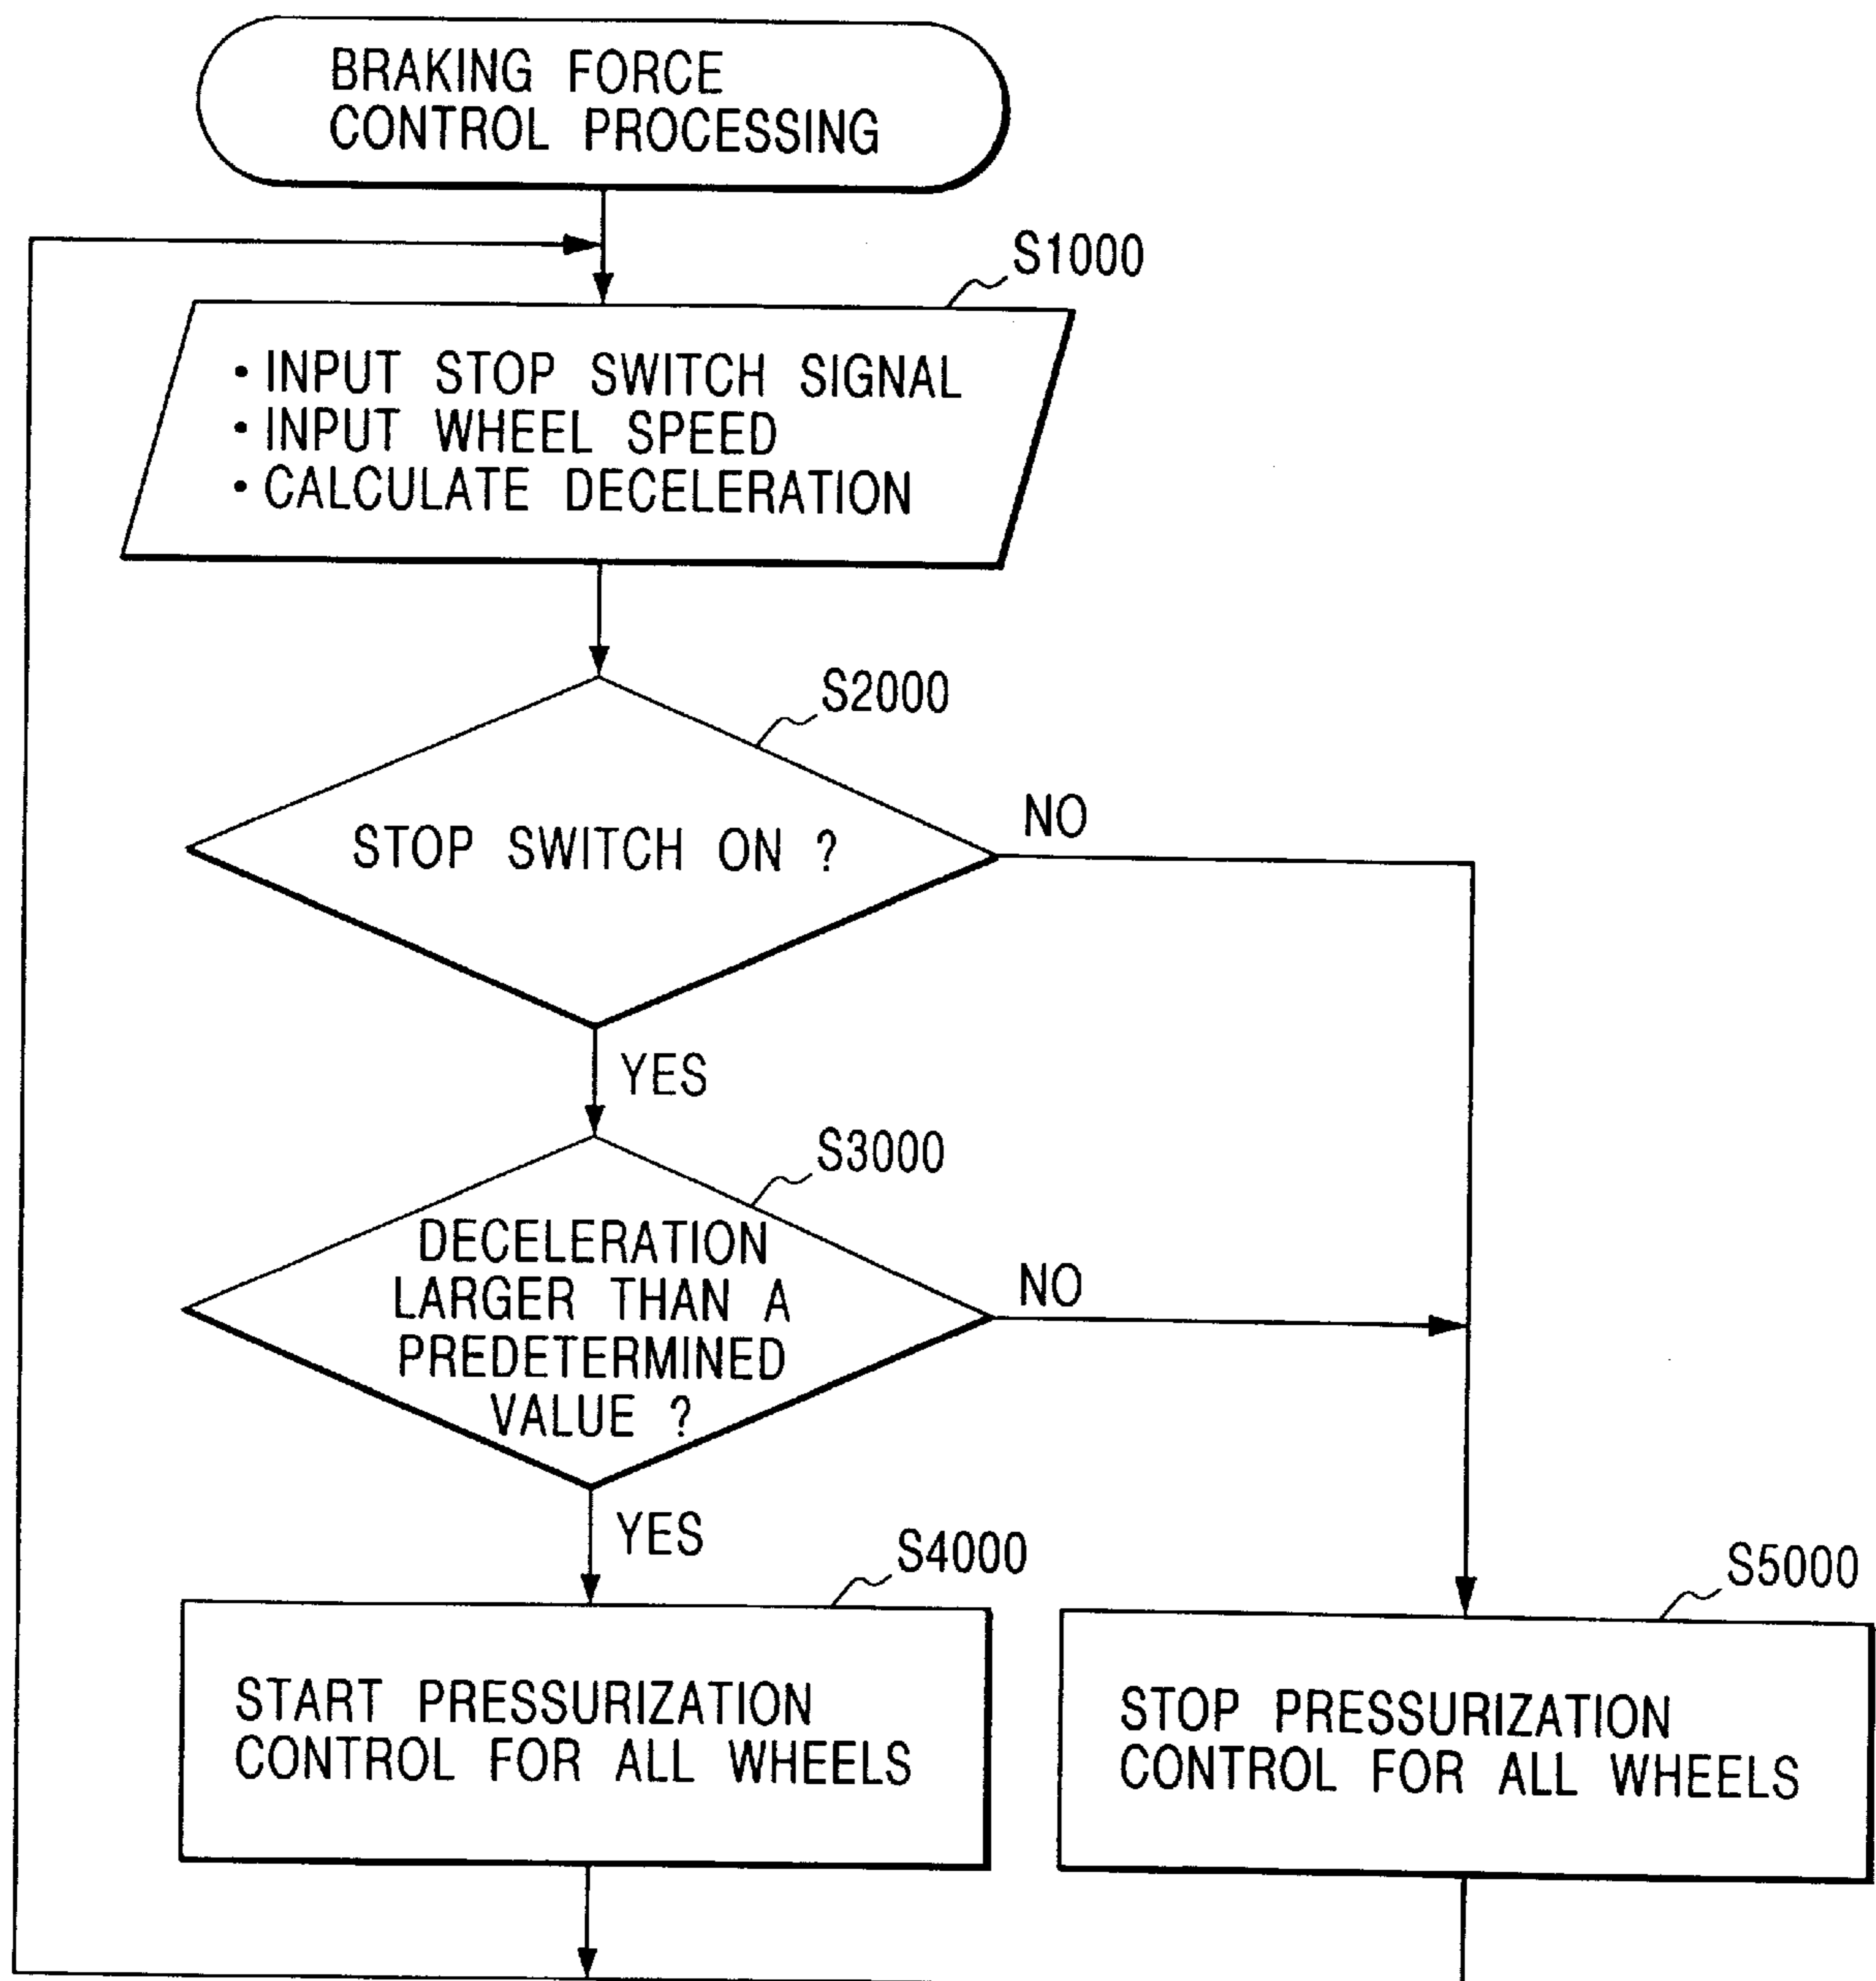 BRAKING FORCE
CONTROL PROCESSING
S1000
• INPUT STOP SWITCH SIGNAL
• INPUT WHEEL SPEED
• CALCULATE DECELERATION
S2000
STOP SWITCH ON ?
NO
YES
S3000
DECELERATION
LARGER THAN A
PREDETERMINED
VALUE ?
NO
YES
S4000
START PRESSURIZATION
CONTROL FOR ALL WHEELS
S5000
STOP PRESSURIZATION
CONTROL FOR ALL WHEELS